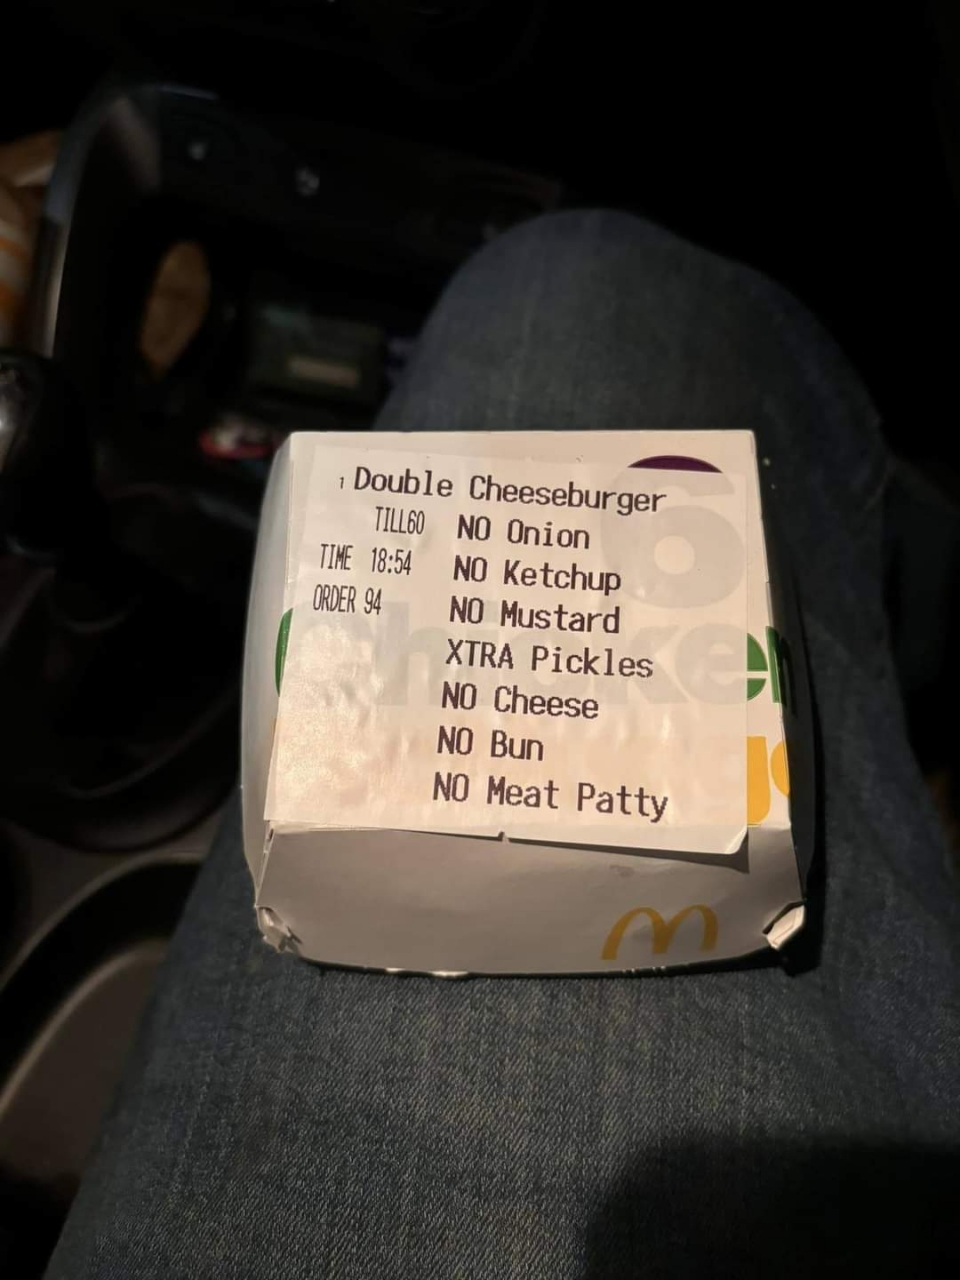 1 Double Cheeseburger
TILL60 NO Onion
TIME 18:54 NO Ketchup
ORDER 94 NO Mustard
XTRA Pickles
NO Cheese
NO Bun
NO Meat Patty
6
Chicken